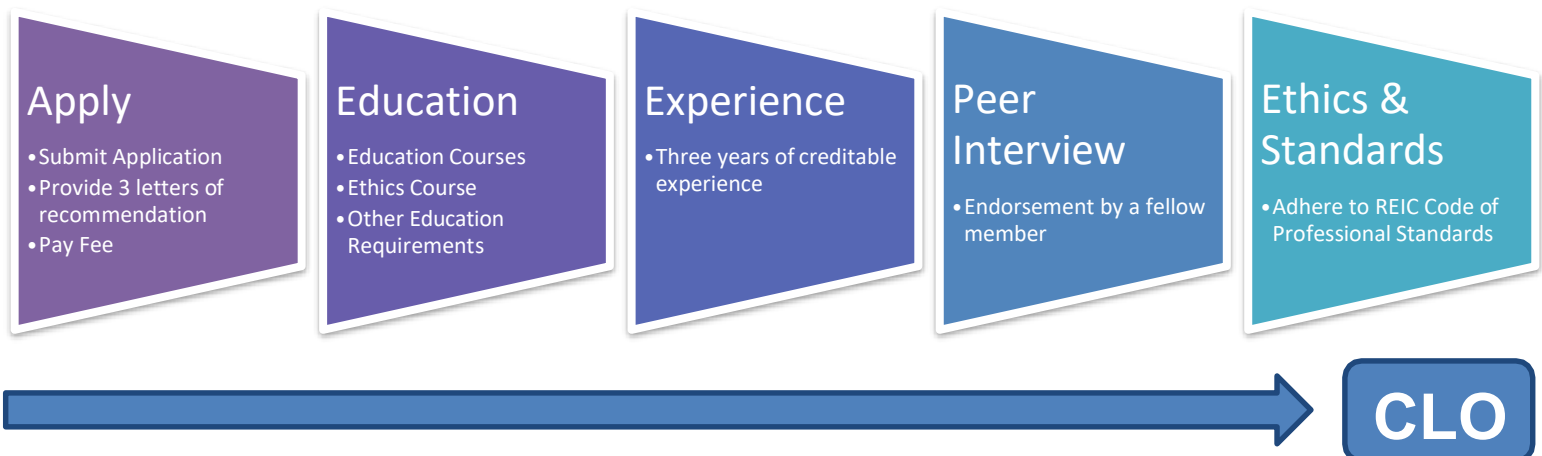 Apply
•Submit Application
•Provide 3 letters of
recommendation
•Pay Fee
Education
•Education Courses
•Ethics Course
•Other Education
Requirements
Experience
•Three years of creditable
experience
Peer
Interview
•Endorsement by a fellow
member
Ethics &
Standards
•Adhere to REIC Code of
Professional Standards
CLO